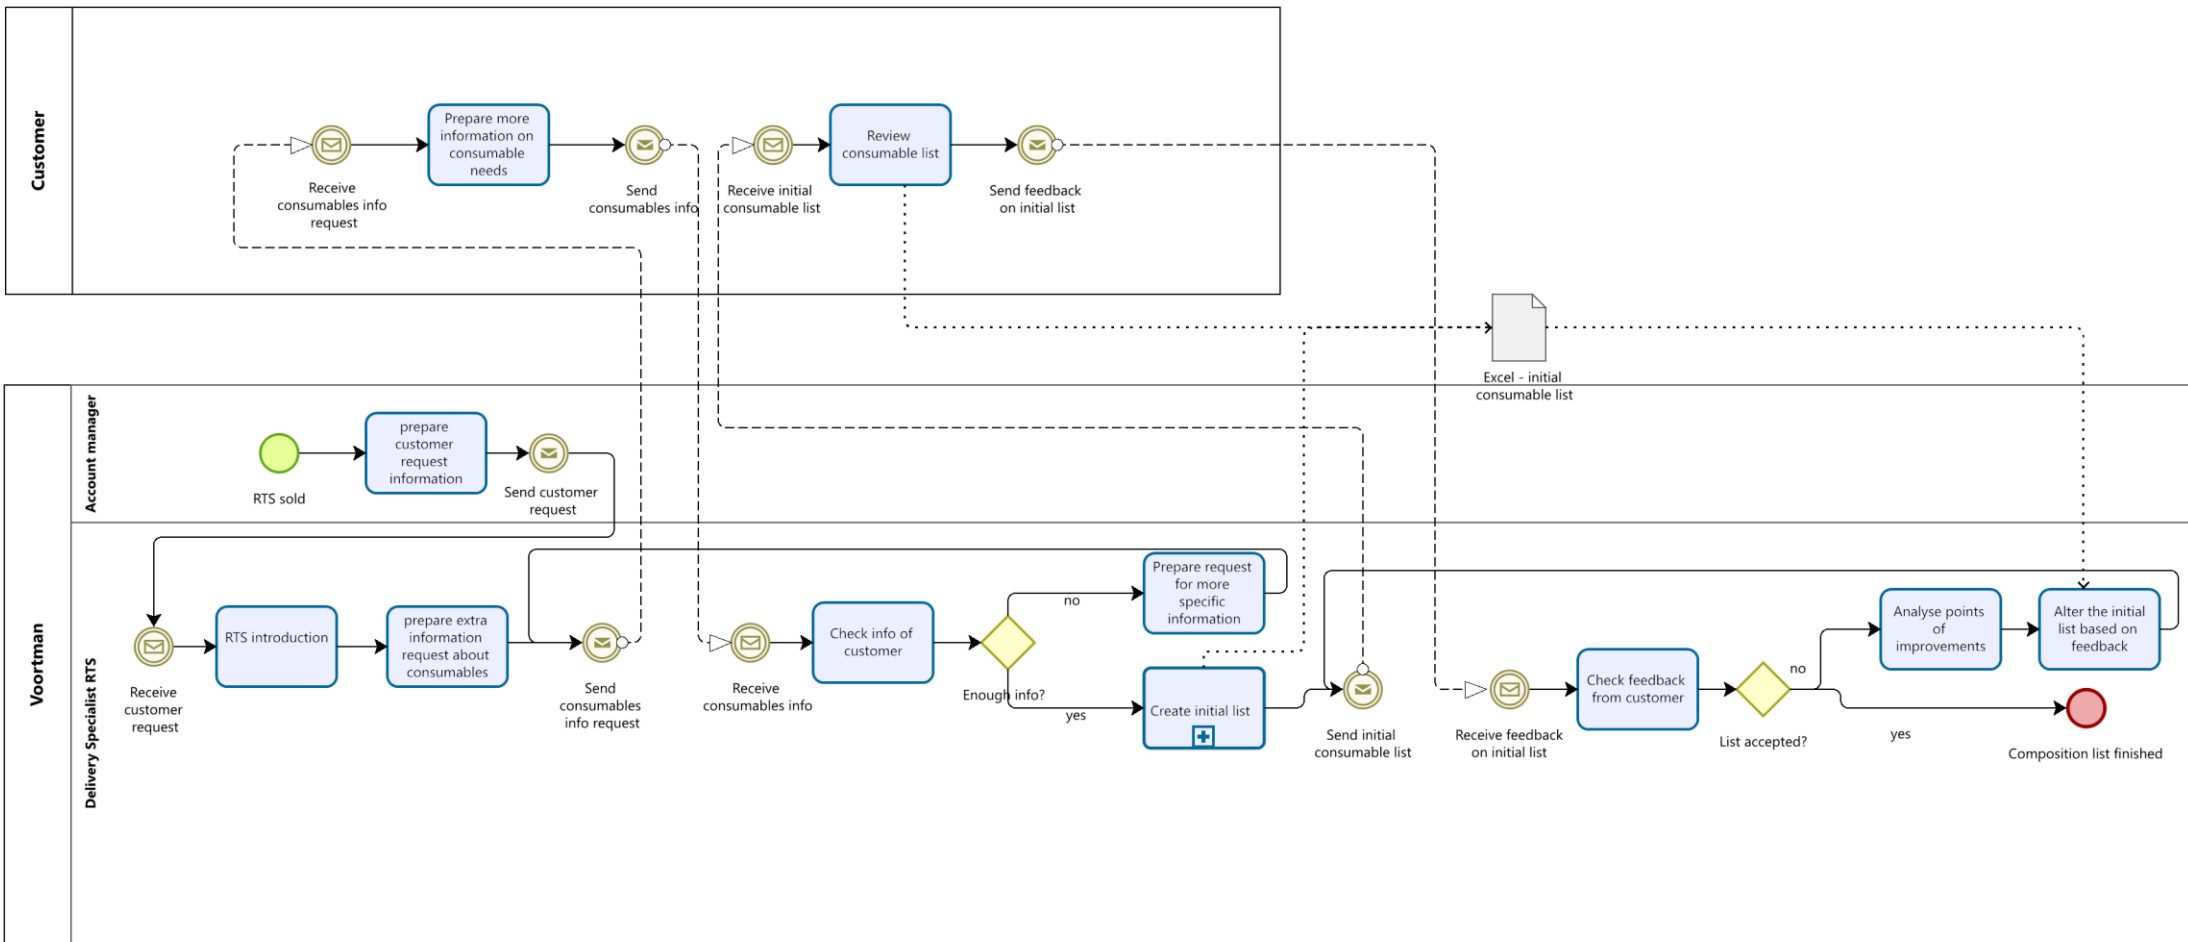 Customer
Receive
consumables info
request
Prepare more
information on
consumable
needs
Send
consumables info
Receive initial
consumable list
Review
consumable list
Send feedback
on initial list
Excel - initial
consumable list
Voortman
Account manager
RTS sold
prepare
customer
request
information
Send customer
request
Delivery Specialist RTS
Receive
customer
request
RTS introduction
prepare extra
information
request about
consumables
Send
consumables
info request
Receive
consumables info
Check info of
customer
Enough info?
no
Prepare request
for more
specific
information
yes
Create initial list
Send initial
consumable list
Receive feedback
on initial list
Check feedback
from customer
List accepted?
no
Analyse points
of
improvements
Alter the initial
list based on
feedback
yes
Composition list finished